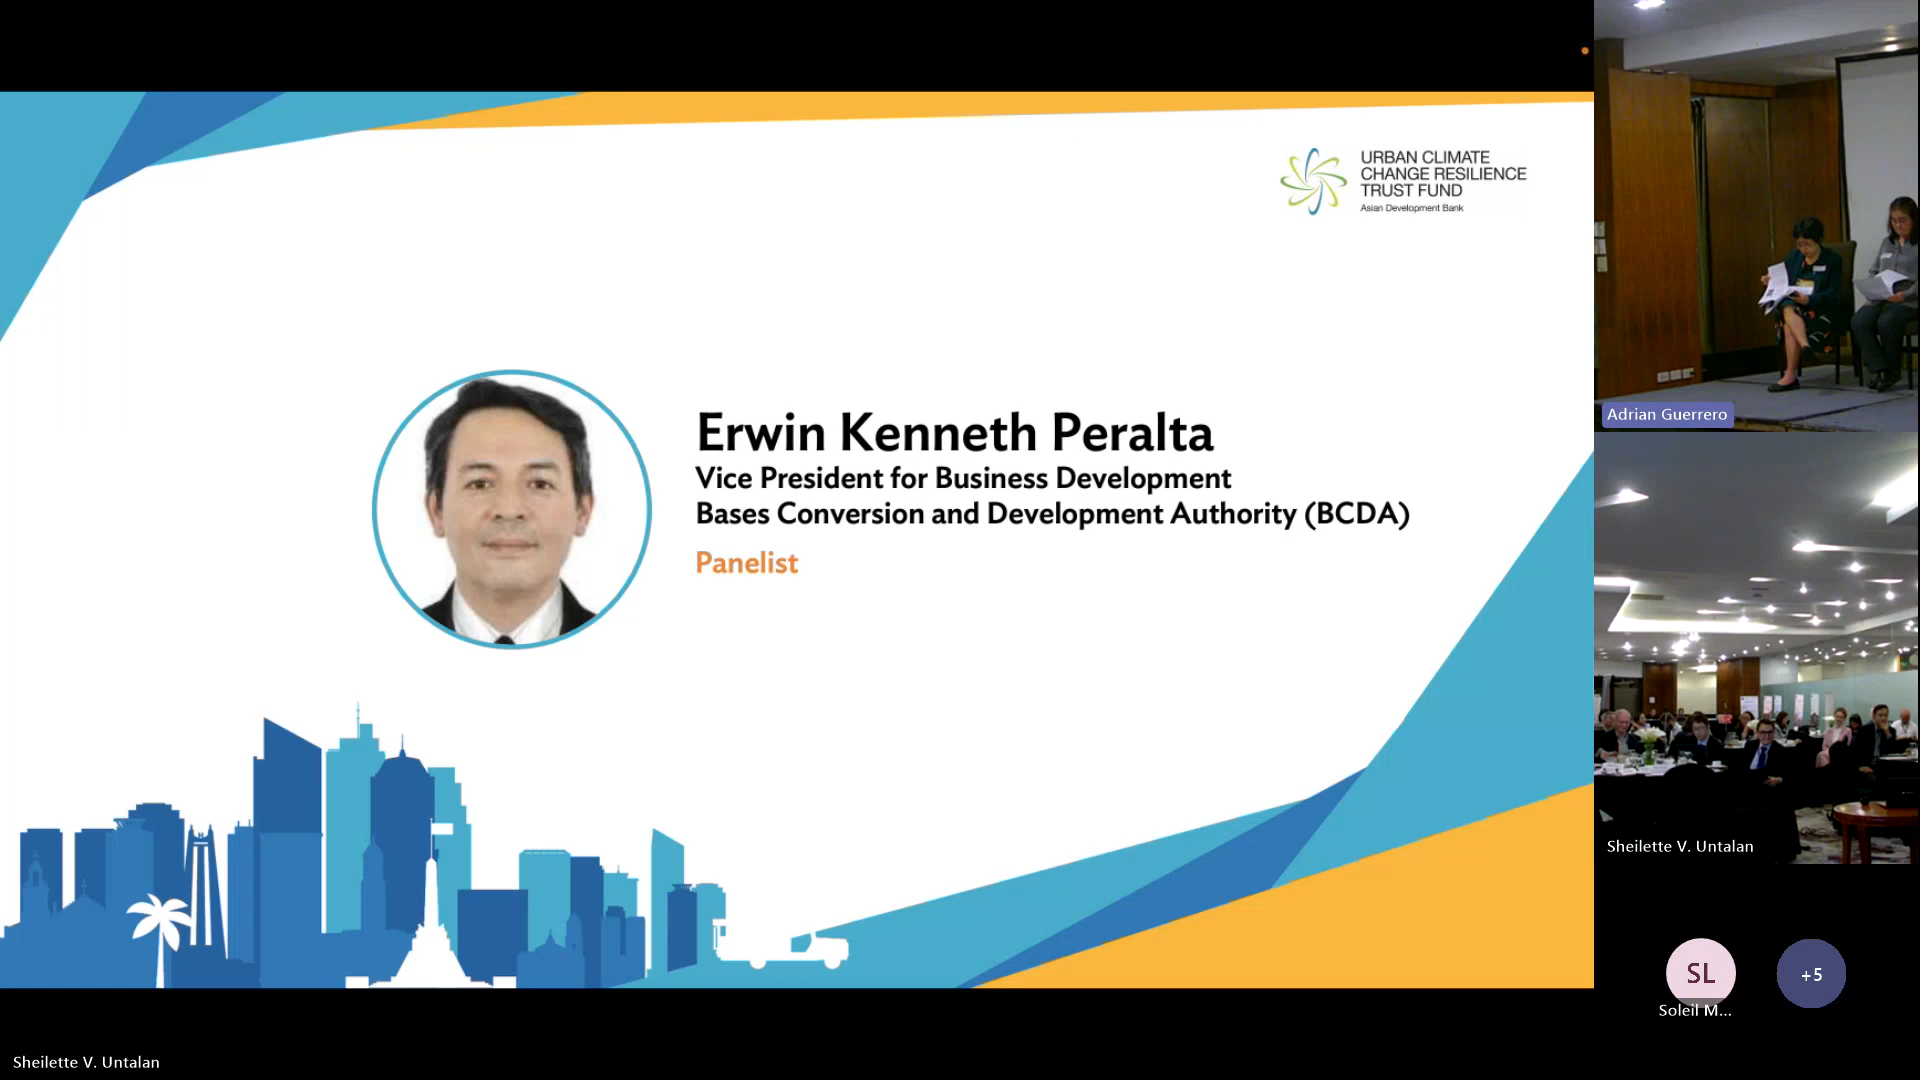 URBAN CLIMATE
CHANGE RESILIENCE
TRUST FUND
Asian Development Bank
Erwin Kenneth Peralta
Vice President for Business Development
Bases Conversion and Development Authority (BCDA)
Panelist
Adrian Guerrero
Sheilette V. Untalan
SL
+5
Soleil M...
Sheilette V. Untalan